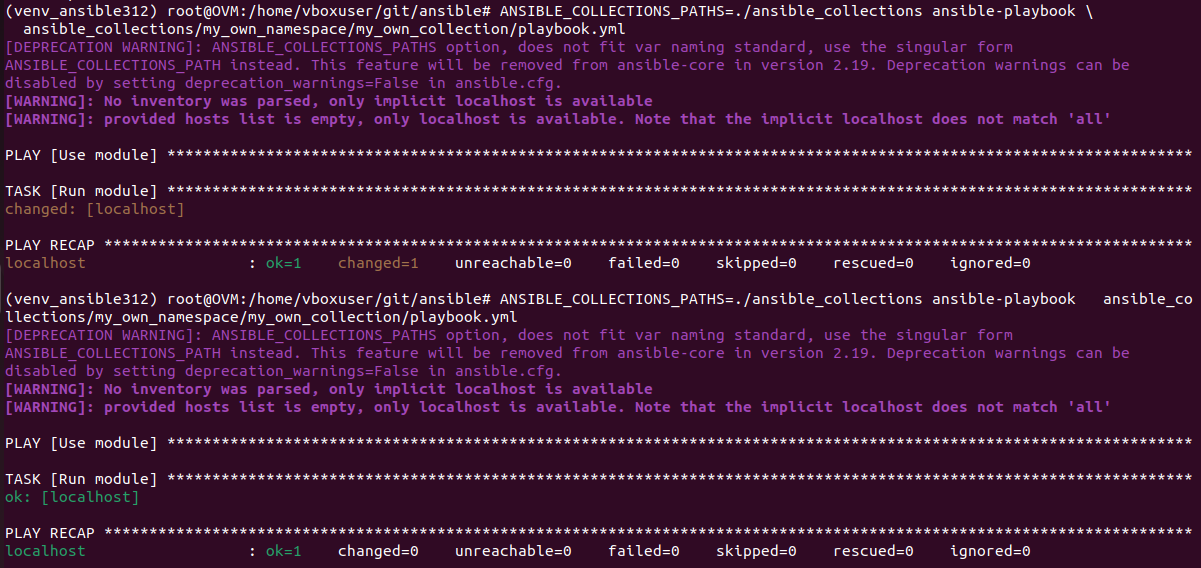 (venv_ansible312) root@OVM:/home/vboxuser/git/ansible# ANSIBLE_COLLECTIONS_PATHS=./ansible_collections ansible-playbook \
  ansible_collections/my_own_namespace/my_own_collection/playbook.yml
[DEPRECATION WARNING]: ANSIBLE_COLLECTIONS_PATHS option, does not fit var naming standard, use the singular form
ANSIBLE_COLLECTIONS_PATH instead. This feature will be removed from ansible-core in version 2.19. Deprecation warnings can be
disabled by setting deprecation_warnings=False in ansible.cfg.
[WARNING]: No inventory was parsed, only implicit localhost is available
[WARNING]: provided hosts list is empty, only localhost is available. Note that the implicit localhost does not match 'all'
PLAY [Use module] ******************************************************************************************************************
TASK [Run module] ******************************************************************************************************************
changed: [localhost]
PLAY RECAP *************************************************************************************************************************
localhost                  : ok=1    changed=1    unreachable=0    failed=0    skipped=0    rescued=0    ignored=0
(venv_ansible312) root@OVM:/home/vboxuser/git/ansible# ANSIBLE_COLLECTIONS_PATHS=./ansible_collections ansible-playbook   ansible_co
llections/my_own_namespace/my_own_collection/playbook.yml
[DEPRECATION WARNING]: ANSIBLE_COLLECTIONS_PATHS option, does not fit var naming standard, use the singular form
ANSIBLE_COLLECTIONS_PATH instead. This feature will be removed from ansible-core in version 2.19. Deprecation warnings can be
disabled by setting deprecation_warnings=False in ansible.cfg.
[WARNING]: No inventory was parsed, only implicit localhost is available
[WARNING]: provided hosts list is empty, only localhost is available. Note that the implicit localhost does not match 'all'
PLAY [Use module] ******************************************************************************************************************
TASK [Run module] ******************************************************************************************************************
ok: [localhost]
PLAY RECAP *************************************************************************************************************************
localhost                  : ok=1    changed=0    unreachable=0    failed=0    skipped=0    rescued=0    ignored=0